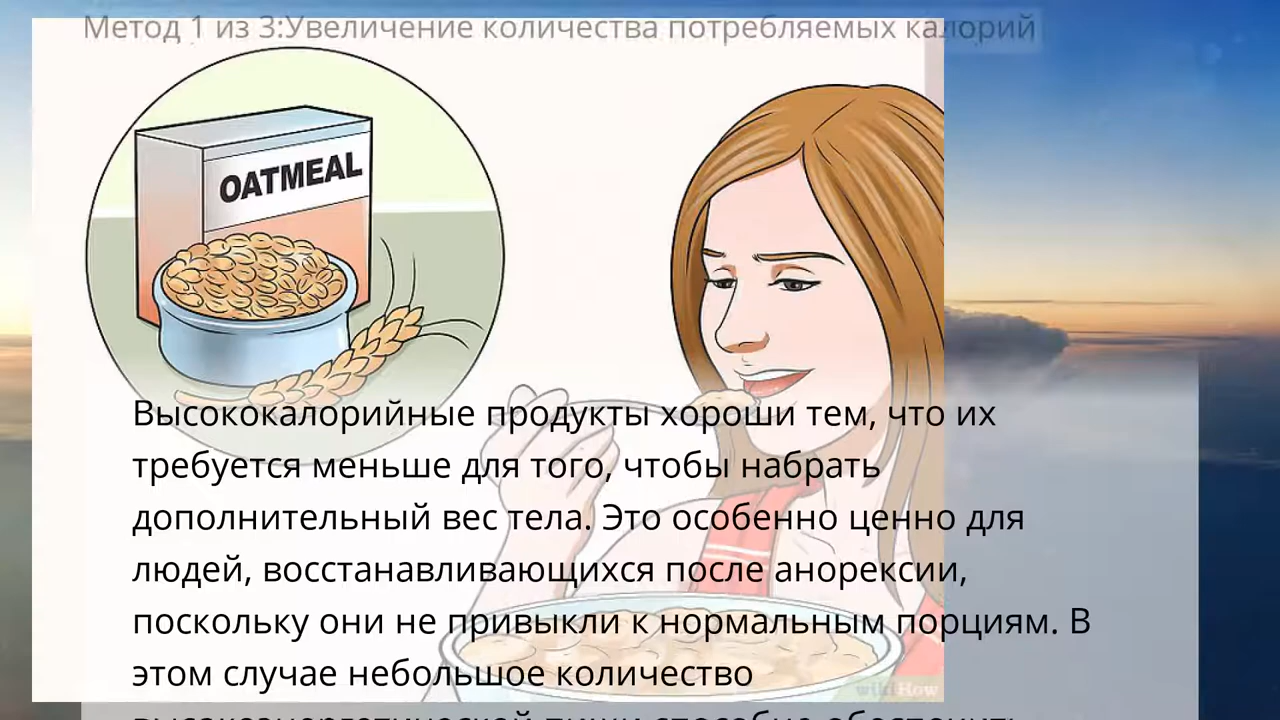 Метод 1 из 3:Увеличение количества потребляемых калорий
OATMEAL
Высококалорийные продукты хороши тем, что их
требуется меньше для того, чтобы набрать
дополнительный вес тела. Это особенно ценно для
людей, восстанавливающихся после анорексии,
поскольку они не привыкли к нормальным порциям. В
этом случае небольшое количество
wikiHow